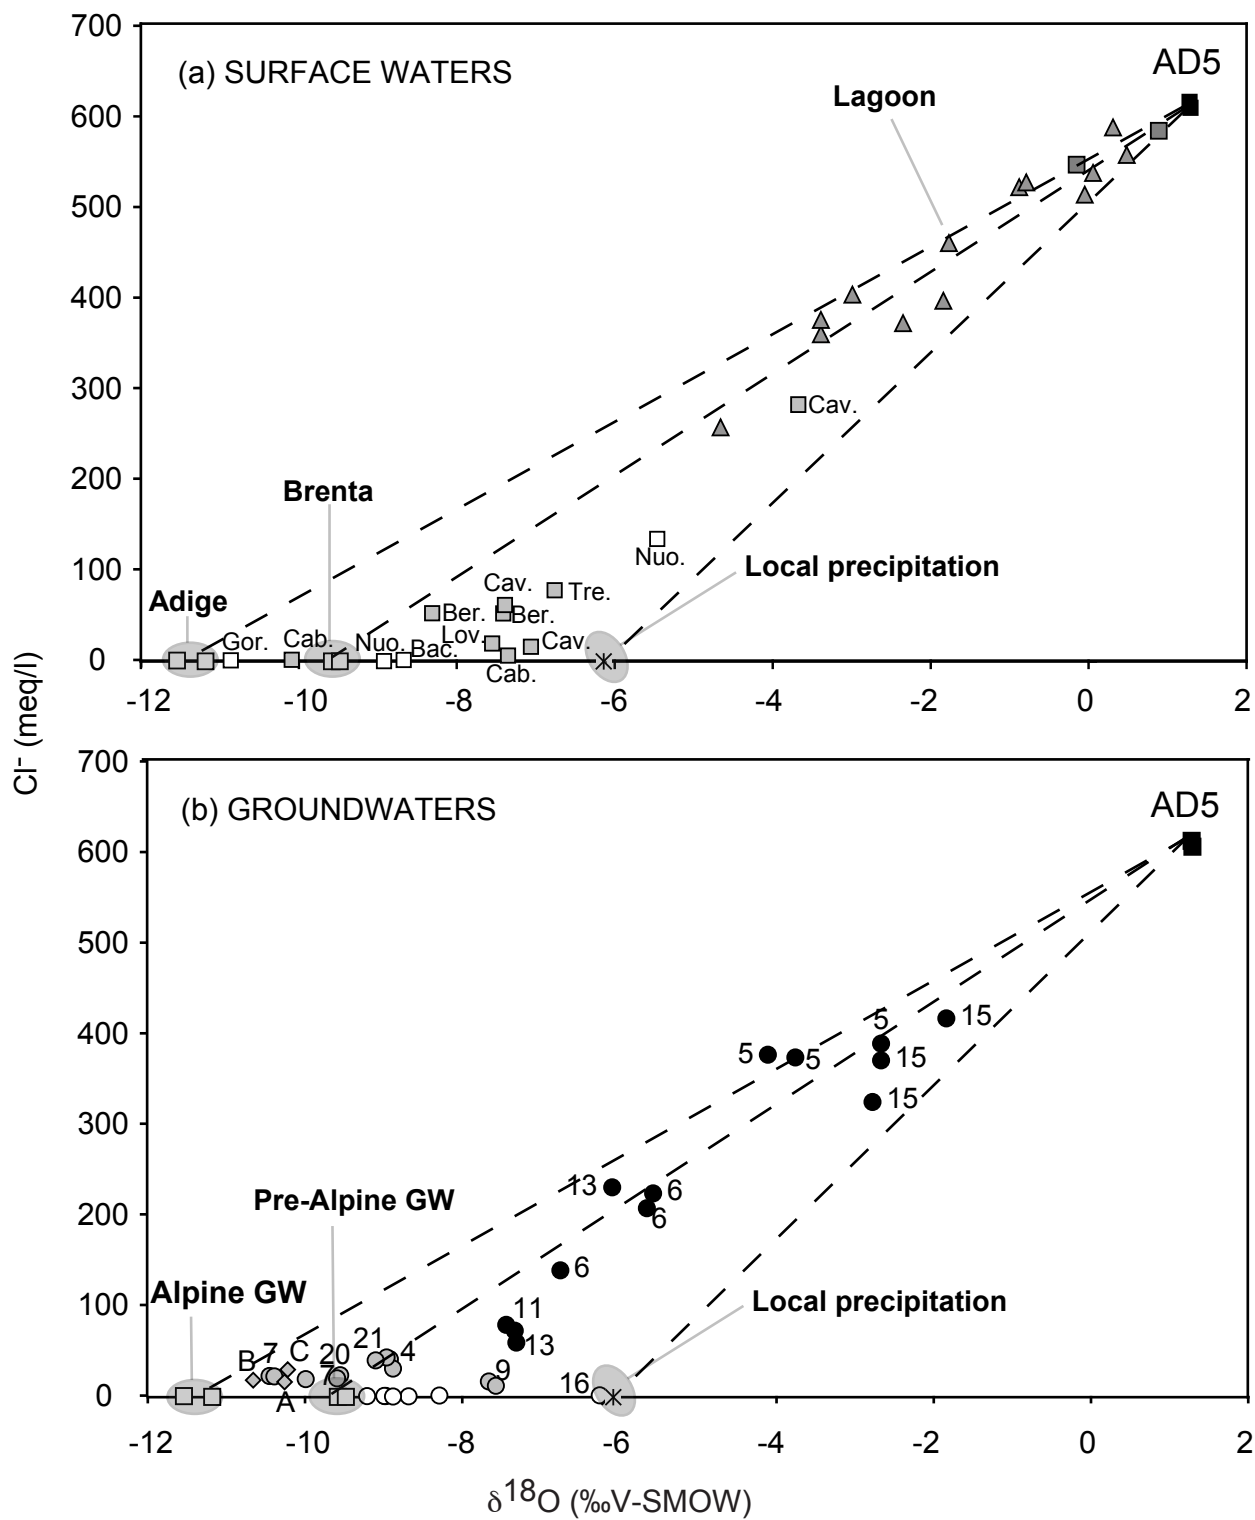 700
(a) SURFACE WATERS
AD5
Lagoon
600
500
400
Cav.
300
200
Brenta
Nuo.
100
Local precipitation
Cav.
Tre.
Adige
Ber.
Ber.
Gor.
Cab.
Nuo.
Bac.
Lov.
Cav.
Cab.
0
-12
-10
-8
-6
-4
-2
0
2
Cl⁻ (meq/l)
700
(b) GROUNDWATERS
AD5
600
500
400
5
5
5
15
15
15
300
13
6
6
200
Pre-Alpine GW
6
Alpine GW
100
Local precipitation
11
13
21
4
B
7
C
20
7
A
9
16
0
-12
-10
-8
-6
-4
-2
0
2
δ¹⁸O (‰V-SMOW)